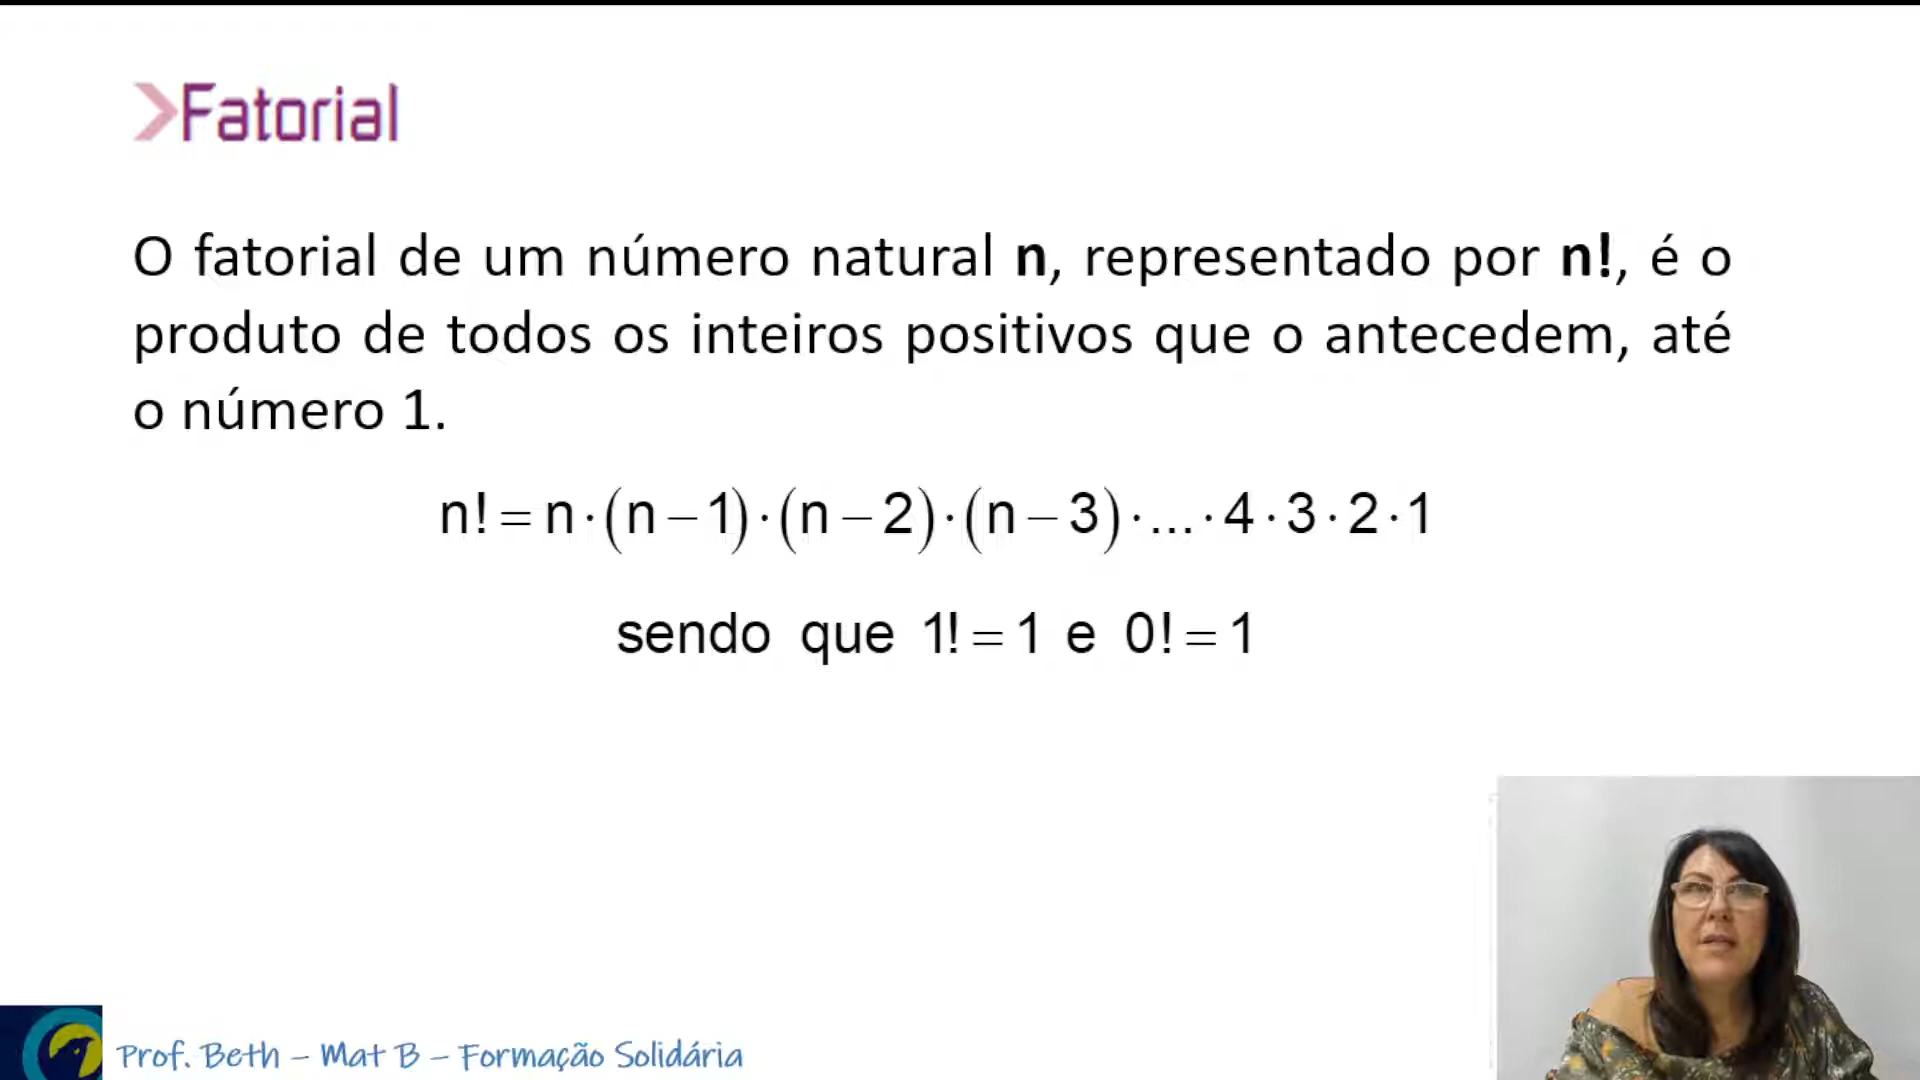 Fatorial
O fatorial de um número natural n, representado por n!, é o
produto de todos os inteiros positivos que o antecedem, até
o número 1.
n! = n · (n − 1) · (n − 2) · (n − 3) · ... · 4 · 3 · 2 · 1
sendo que 1! = 1 e 0! = 1
Prof. Beth – Mat B – Formação Solidária